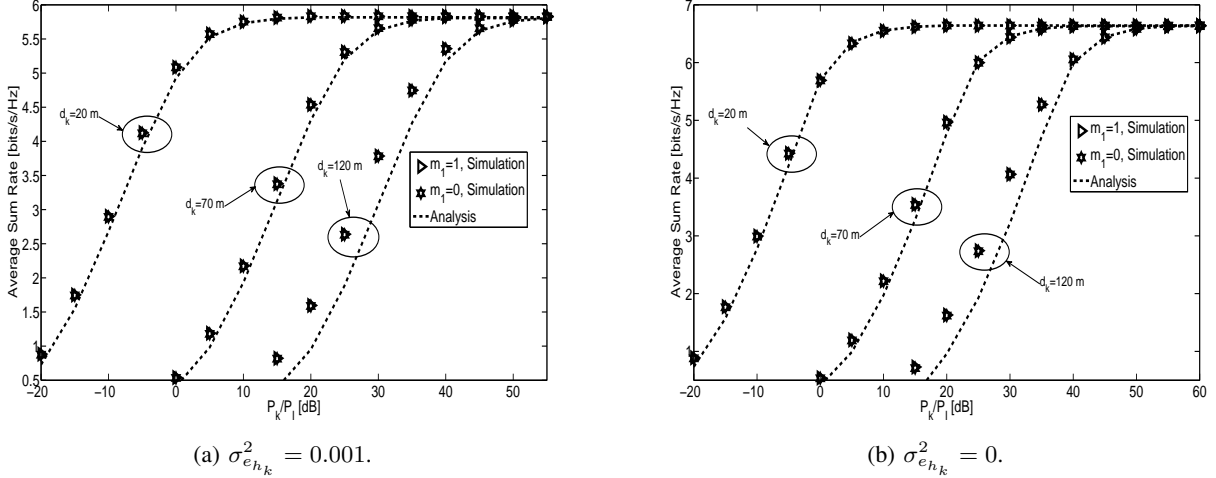 6
5.5
5
4.5
4
3.5
3
2.5
2
1.5
1
0.5
−20
−10
0
10
20
30
40
50
Average Sum Rate [bits/s/Hz]
P_k/P_I [dB]
d_k=20 m
d_k=70 m
d_k=120 m
m_1=1, Simulation
m_1=0, Simulation
Analysis
(a) σ²_{e_{h_k}} = 0.001.
7
6
5
4
3
2
1
−20
−10
0
10
20
30
40
50
60
Average Sum Rate [bits/s/Hz]
P_k/P_I [dB]
d_k=20 m
d_k=70 m
d_k=120 m
m_1=1, Simulation
m_1=0, Simulation
Analysis
(b) σ²_{e_{h_k}} = 0.